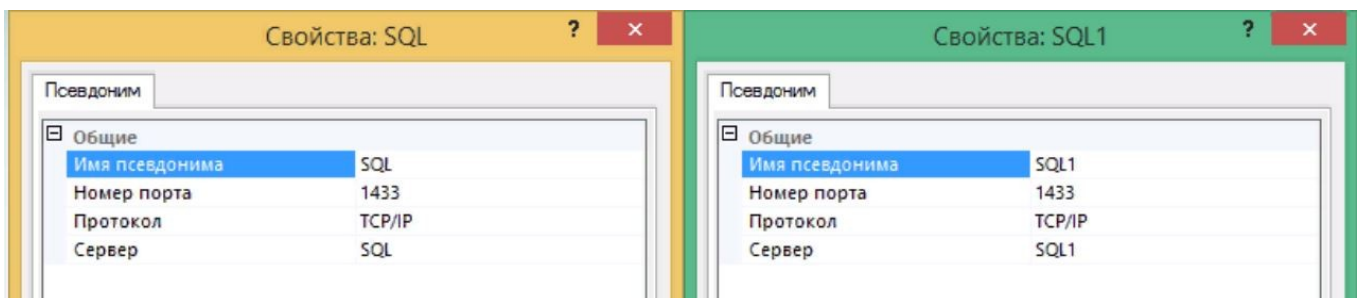 Свойства: SQL
?
×
Псевдоним
Общие
Имя псевдонима SQL
Номер порта 1433
Протокол TCP/IP
Сервер SQL
Свойства: SQL1
?
×
Псевдоним
Общие
Имя псевдонима SQL1
Номер порта 1433
Протокол TCP/IP
Сервер SQL1